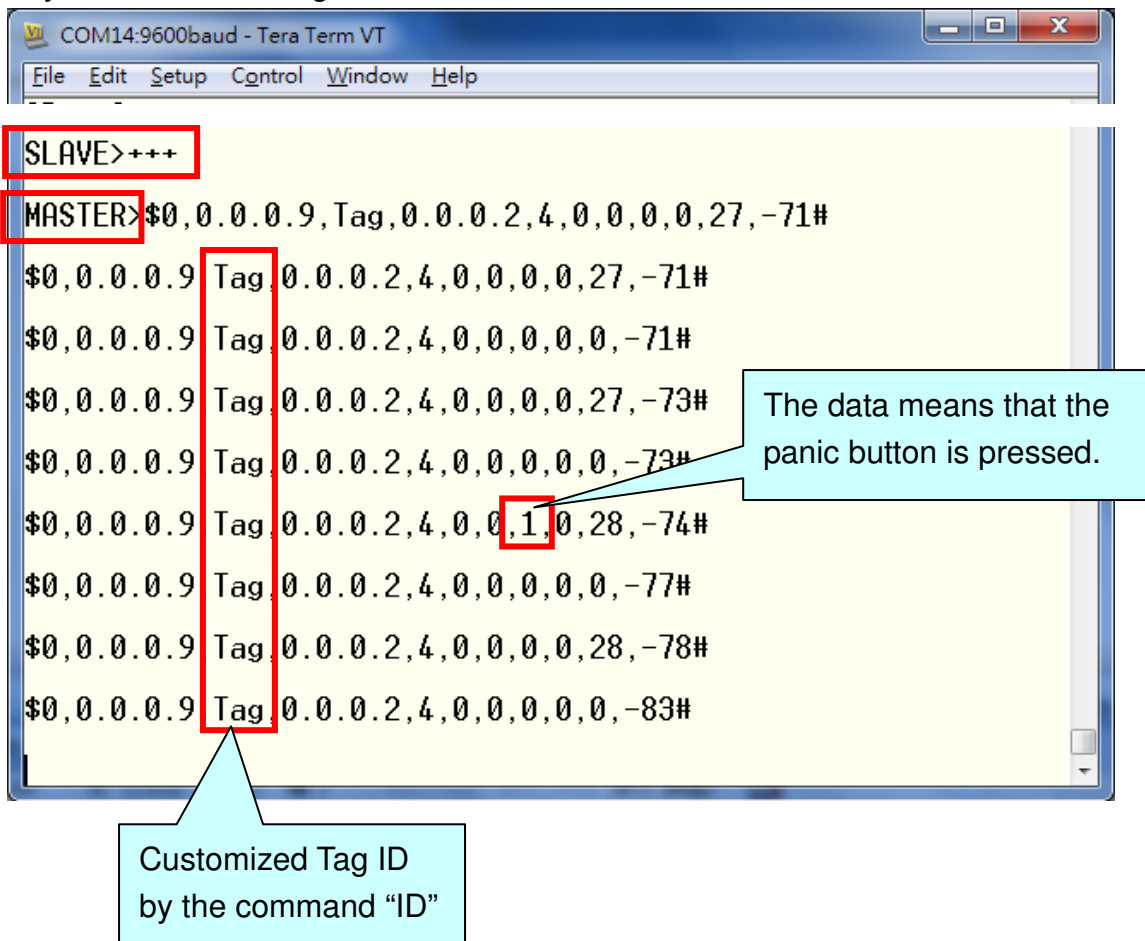 COM14:9600baud - Tera Term VT
File Edit Setup Control Window Help
SLAVE>+++
MASTER>$0,0.0.0.9,Tag,0.0.0.2,4,0,0,0,0,27,-71#
$0,0.0.0.9,Tag,0.0.0.2,4,0,0,0,0,27,-71#
$0,0.0.0.9,Tag,0.0.0.2,4,0,0,0,0,0,-71#
$0,0.0.0.9,Tag,0.0.0.2,4,0,0,0,0,27,-73#
$0,0.0.0.9,Tag,0.0.0.2,4,0,0,0,0,0,-73#
$0,0.0.0.9,Tag,0.0.0.2,4,0,0,1,0,28,-74#
$0,0.0.0.9,Tag,0.0.0.2,4,0,0,0,0,0,-77#
$0,0.0.0.9,Tag,0.0.0.2,4,0,0,0,0,28,-78#
$0,0.0.0.9,Tag,0.0.0.2,4,0,0,0,0,0,-83#
The data means that the
panic button is pressed.
Customized Tag ID
by the command “ID”